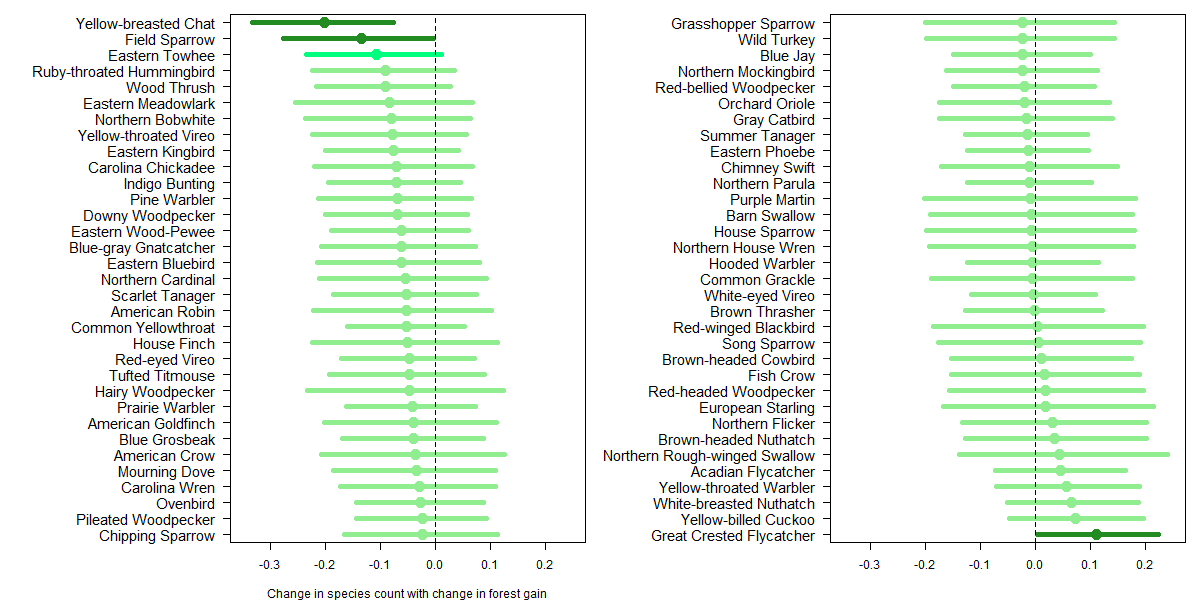 Yellow-breasted Chat
Field Sparrow
Eastern Towhee
Ruby-throated Hummingbird
Wood Thrush
Eastern Meadowlark
Northern Bobwhite
Yellow-throated Vireo
Eastern Kingbird
Carolina Chickadee
Indigo Bunting
Pine Warbler
Downy Woodpecker
Eastern Wood-Pewee
Blue-gray Gnatcatcher
Eastern Bluebird
Northern Cardinal
Scarlet Tanager
American Robin
Common Yellowthroat
House Finch
Red-eyed Vireo
Tufted Titmouse
Hairy Woodpecker
Prairie Warbler
American Goldfinch
Blue Grosbeak
American Crow
Mourning Dove
Carolina Wren
Ovenbird
Pileated Woodpecker
Chipping Sparrow
-0.3 -0.2 -0.1 0.0 0.1 0.2
Change in species count with change in forest gain
Grasshopper Sparrow
Wild Turkey
Blue Jay
Northern Mockingbird
Red-bellied Woodpecker
Orchard Oriole
Gray Catbird
Summer Tanager
Eastern Phoebe
Chimney Swift
Northern Parula
Purple Martin
Barn Swallow
House Sparrow
Northern House Wren
Hooded Warbler
Common Grackle
White-eyed Vireo
Brown Thrasher
Red-winged Blackbird
Song Sparrow
Brown-headed Cowbird
Fish Crow
Red-headed Woodpecker
European Starling
Northern Flicker
Brown-headed Nuthatch
Northern Rough-winged Swallow
Acadian Flycatcher
Yellow-throated Warbler
White-breasted Nuthatch
Yellow-billed Cuckoo
Great Crested Flycatcher
-0.3 -0.2 -0.1 0.0 0.1 0.2